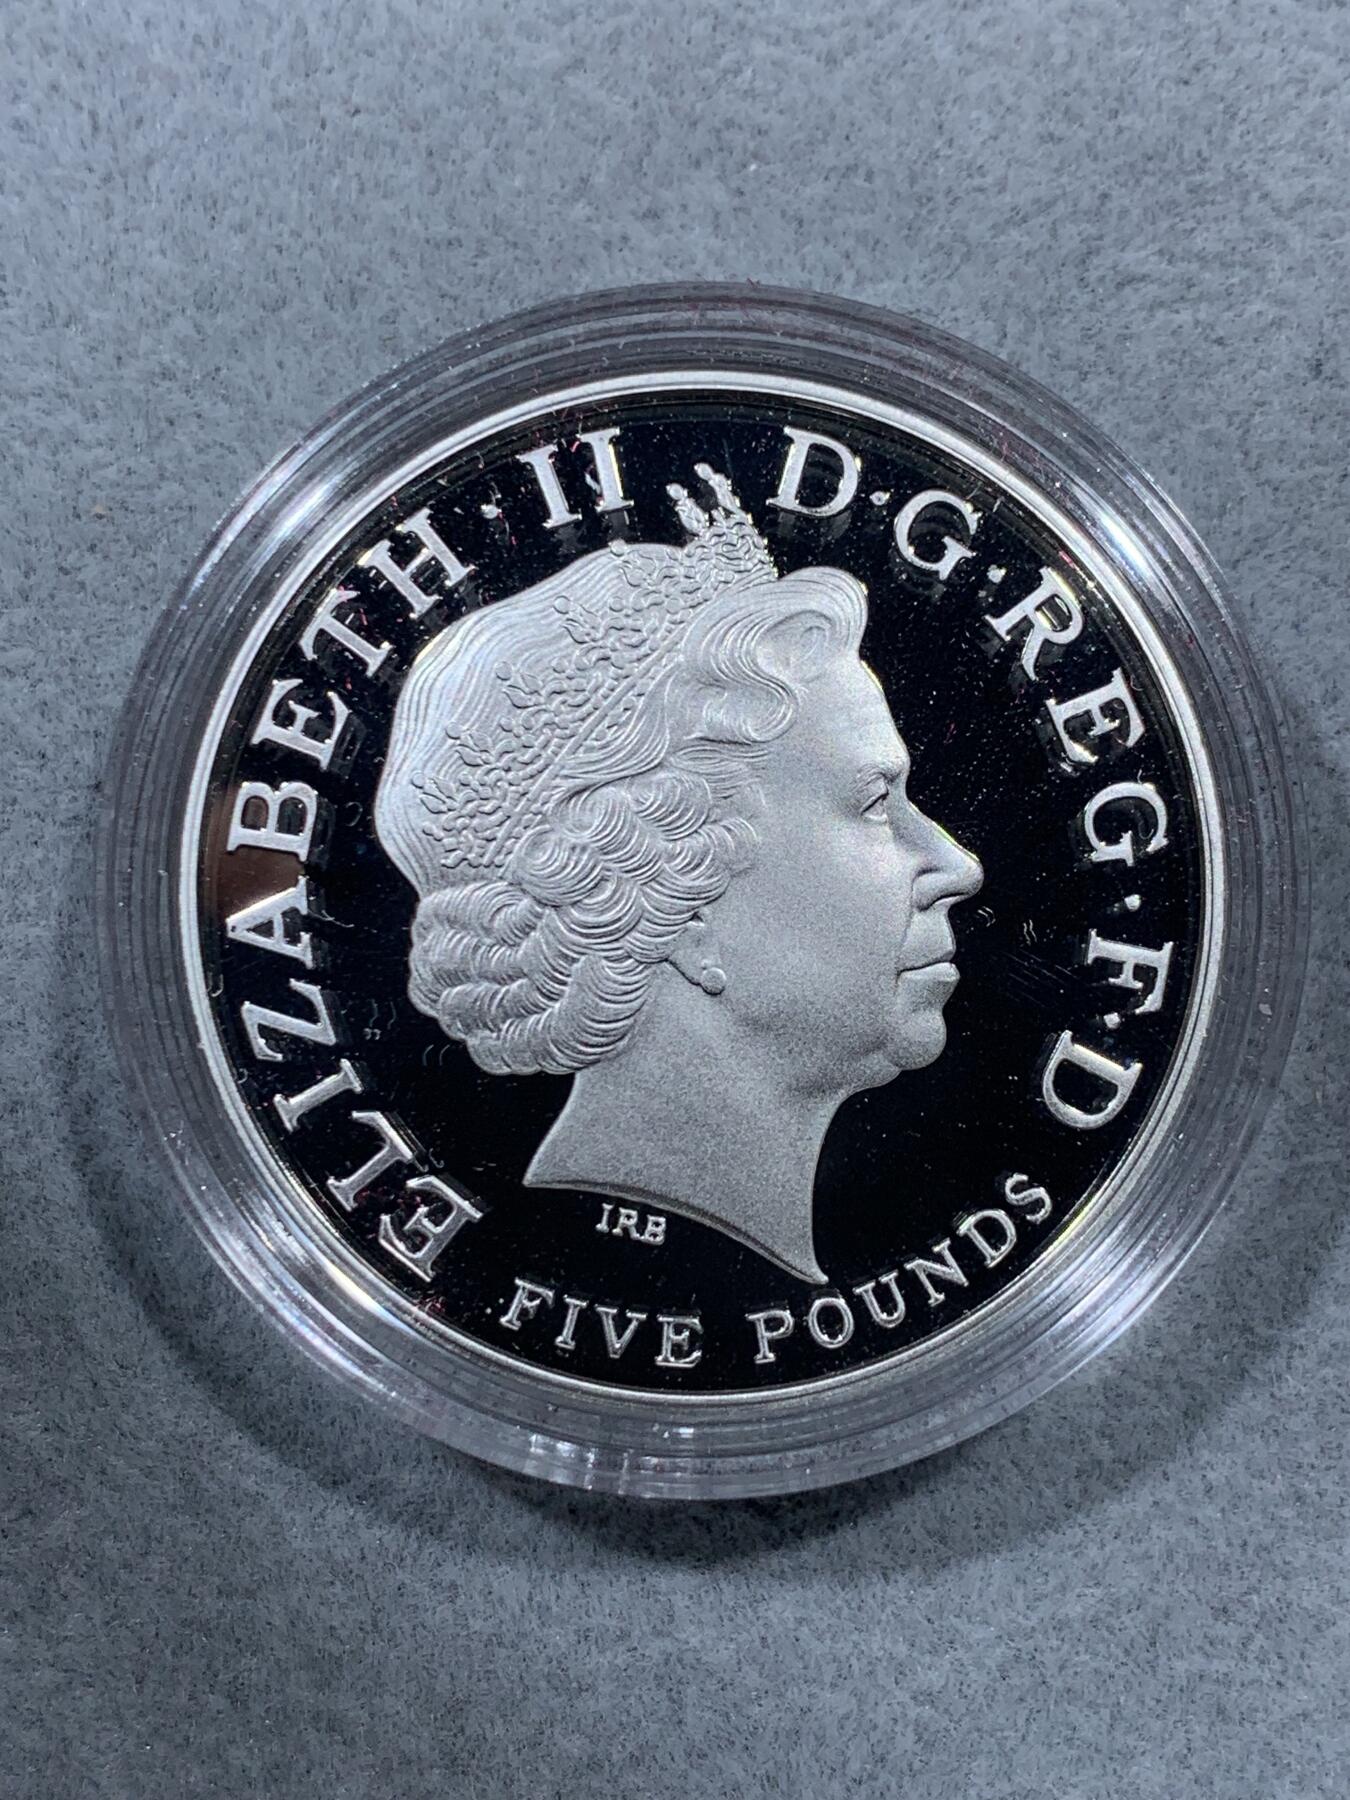 ELIZABETH · II D·G·REG·F·D
IRB
FIVE POUNDS